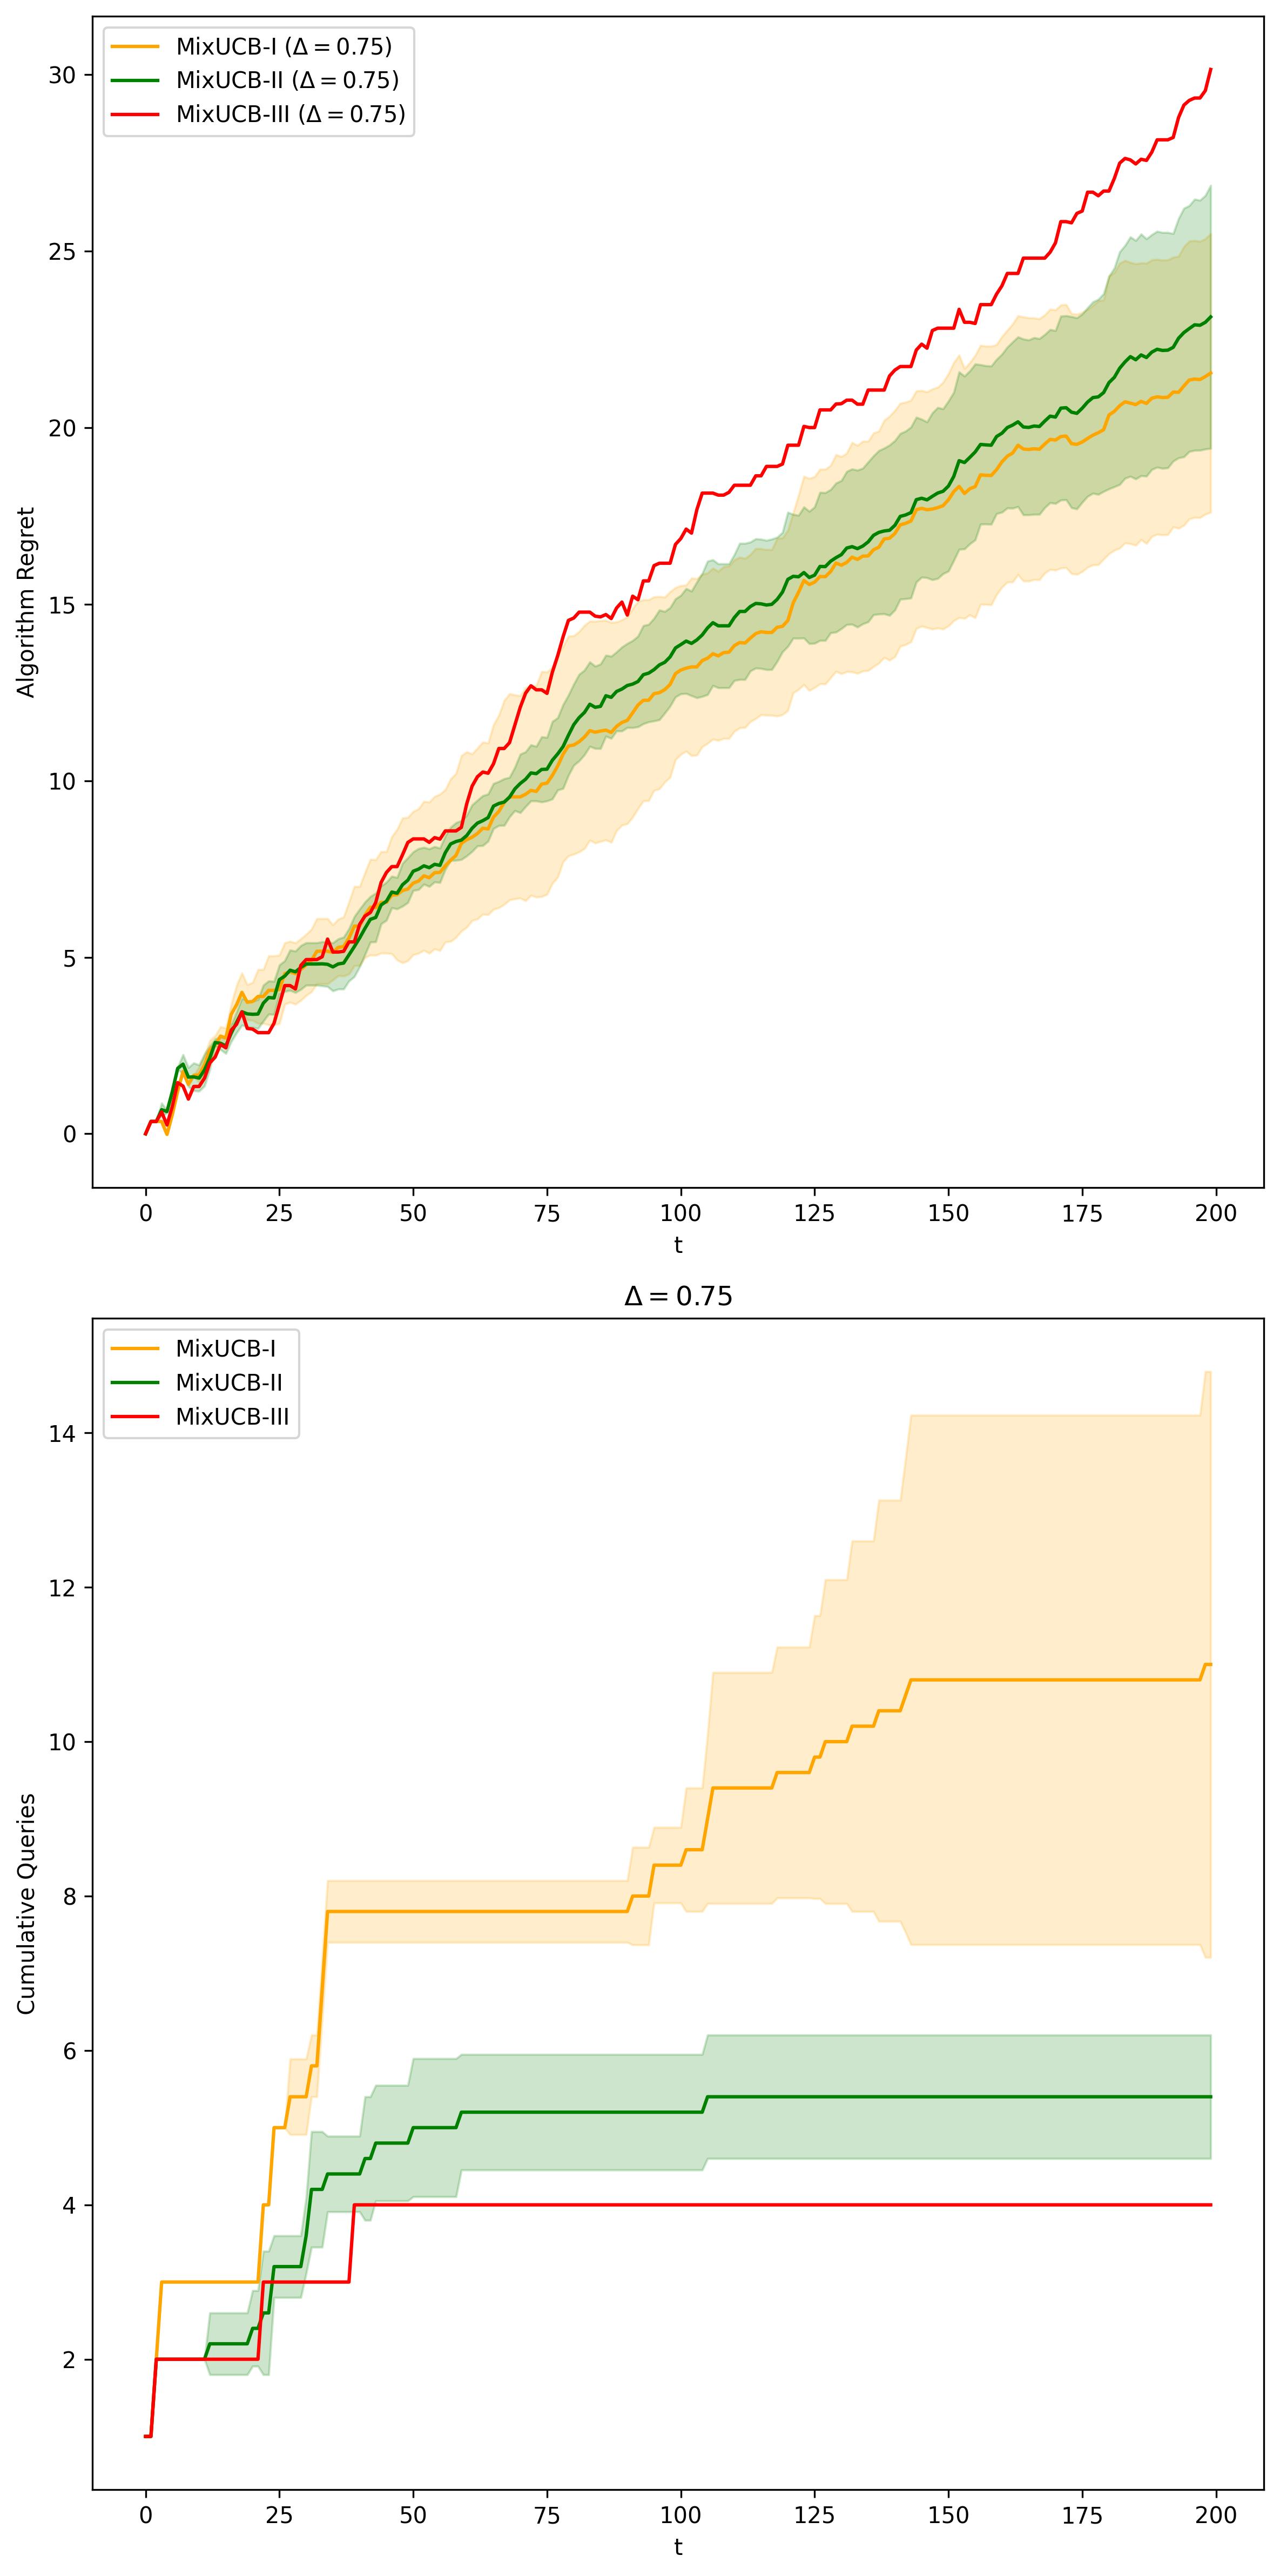 MixUCB-I (Δ = 0.75)
MixUCB-II (Δ = 0.75)
MixUCB-III (Δ = 0.75)
30
25
20
15
10
5
0
Algorithm Regret
0 25 50 75 100 125 150 175 200
t
Δ = 0.75
MixUCB-I
MixUCB-II
MixUCB-III
14
12
10
8
6
4
2
Cumulative Queries
0 25 50 75 100 125 150 175 200
t